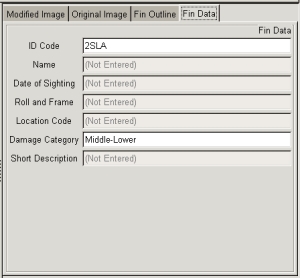 Modified Image Original Image Fin Outline Fin Data
Fin Data
ID Code 2SLA
Name (Not Entered)
Date of Sighting (Not Entered)
Roll and Frame (Not Entered)
Location Code (Not Entered)
Damage Category Middle-Lower
Short Description (Not Entered)